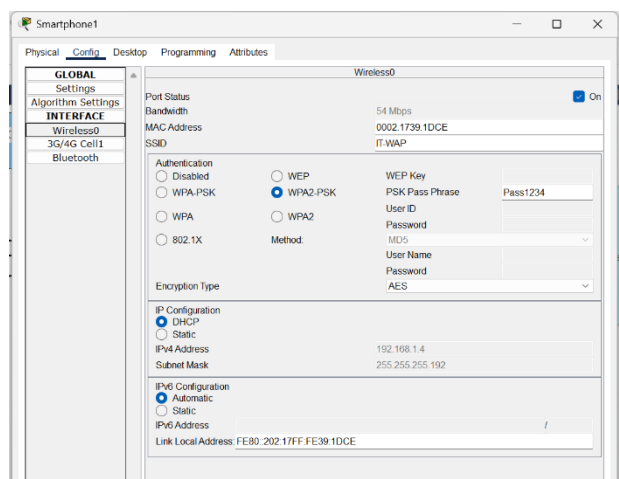 Smartphone1
Physical Config Desktop Programming Attributes
GLOBAL
Settings
Algorithm Settings
INTERFACE
Wireless0
3G/4G Cell1
Bluetooth
Wireless0
Port Status On
Bandwidth 54 Mbps
MAC Address 0002.1739.1DCE
SSID IT-WAP
Authentication
Disabled WEP WEP Key
WPA-PSK WPA2-PSK PSK Pass Phrase Pass1234
User ID
WPA WPA2
Password
802.1X Method: MD5
User Name
Password
Encryption Type AES
IP Configuration
DHCP
Static
IPv4 Address 192.168.1.4
Subnet Mask 255.255.255.192
IPv6 Configuration
Automatic
Static
IPv6 Address /
Link Local Address: FE80::202:17FF:FE39:1DCE